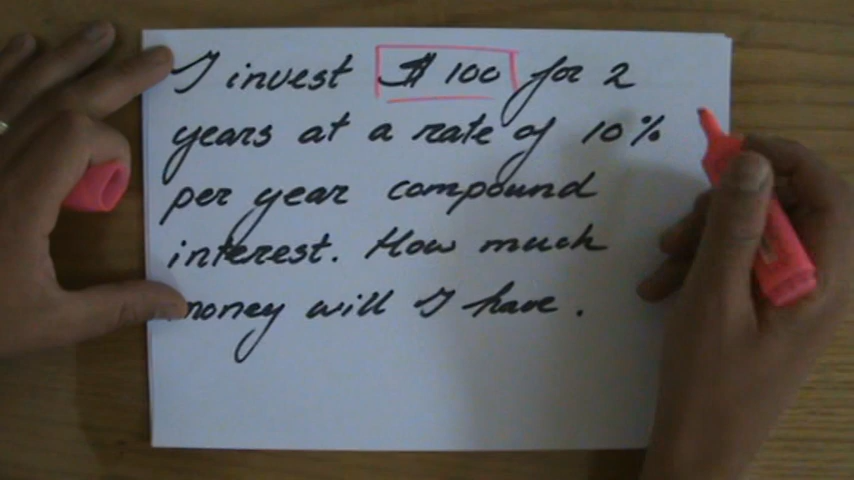 I invest $ 100 for 2
years at a rate of 10%
per year compound
interest. How much
money will I have.